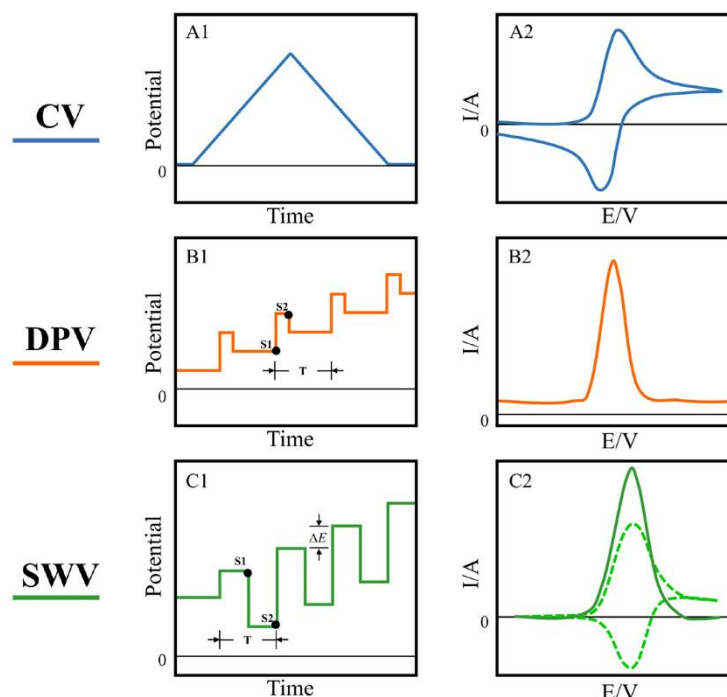 CV
A1
Potential
0
Time
A2
I/A
0
E/V
DPV
B1
Potential
S1
S2
T
0
Time
B2
I/A
0
E/V
SWV
C1
Potential
S1
S2
T
ΔE
0
Time
C2
I/A
0
E/V